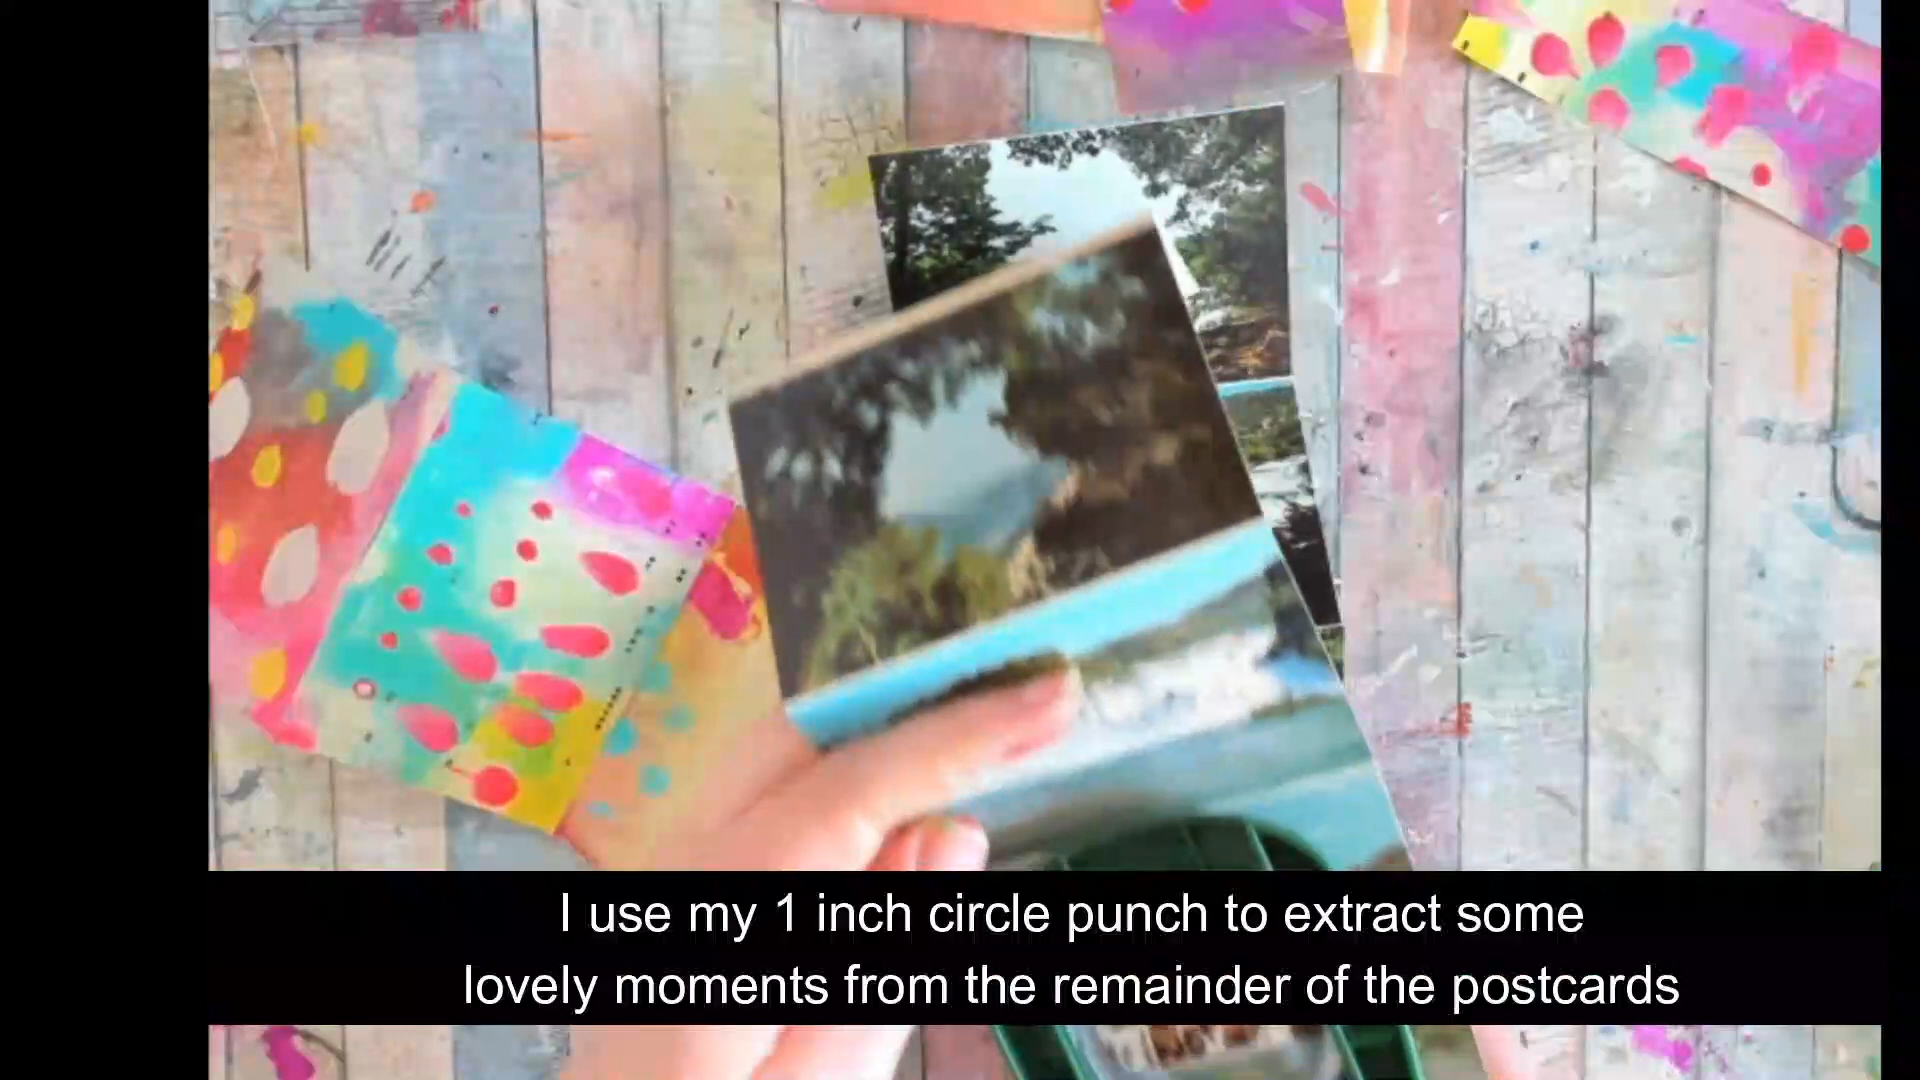 I use my 1 inch circle punch to extract some
lovely moments from the remainder of the postcards